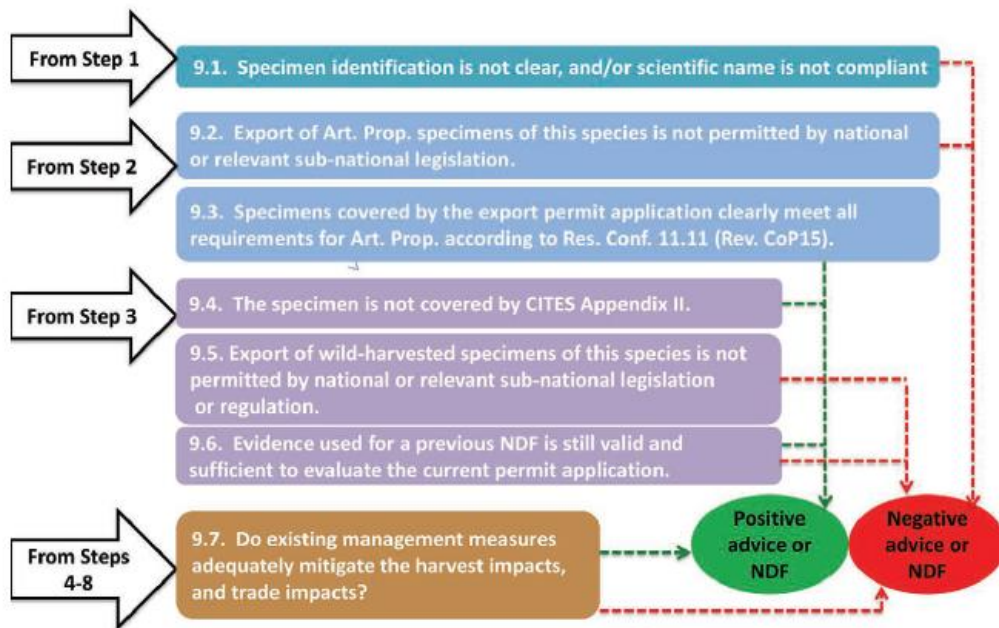 From Step 1
9.1. Specimen identification is not clear, and/or scientific name is not compliant
From Step 2
9.2. Export of Art. Prop. specimens of this species is not permitted by national
or relevant sub-national legislation.
9.3. Specimens covered by the export permit application clearly meet all
requirements for Art. Prop. according to Res. Conf. 11.11 (Rev. CoP15).
From Step 3
9.4. The specimen is not covered by CITES Appendix II.
9.5. Export of wild-harvested specimens of this species is not
permitted by national or relevant sub-national legislation
or regulation.
9.6. Evidence used for a previous NDF is still valid and
sufficient to evaluate the current permit application.
From Steps
4-8
9.7. Do existing management measures
adequately mitigate the harvest impacts,
and trade impacts?
Positive
advice or
NDF
Negative
advice or
NDF